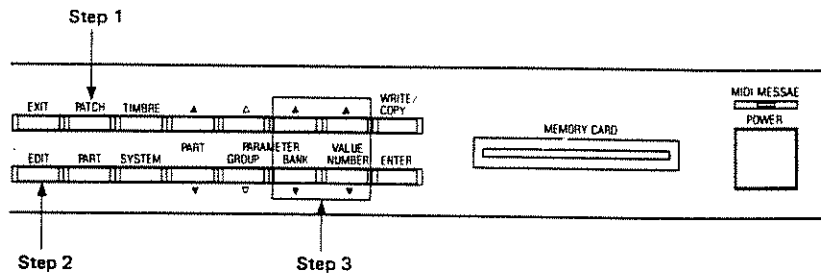 Step 1
EXIT PATCH TIMBRE ▲ △ ▲ ▲ WRITE/
COPY
MIDI MESSAE
POWER
MEMORY CARD
PART PARAMETER VALUE
EDIT PART SYSTEM GROUP BANK NUMBER ENTER
▼ ▽ ▼ ▼
Step 2 Step 3